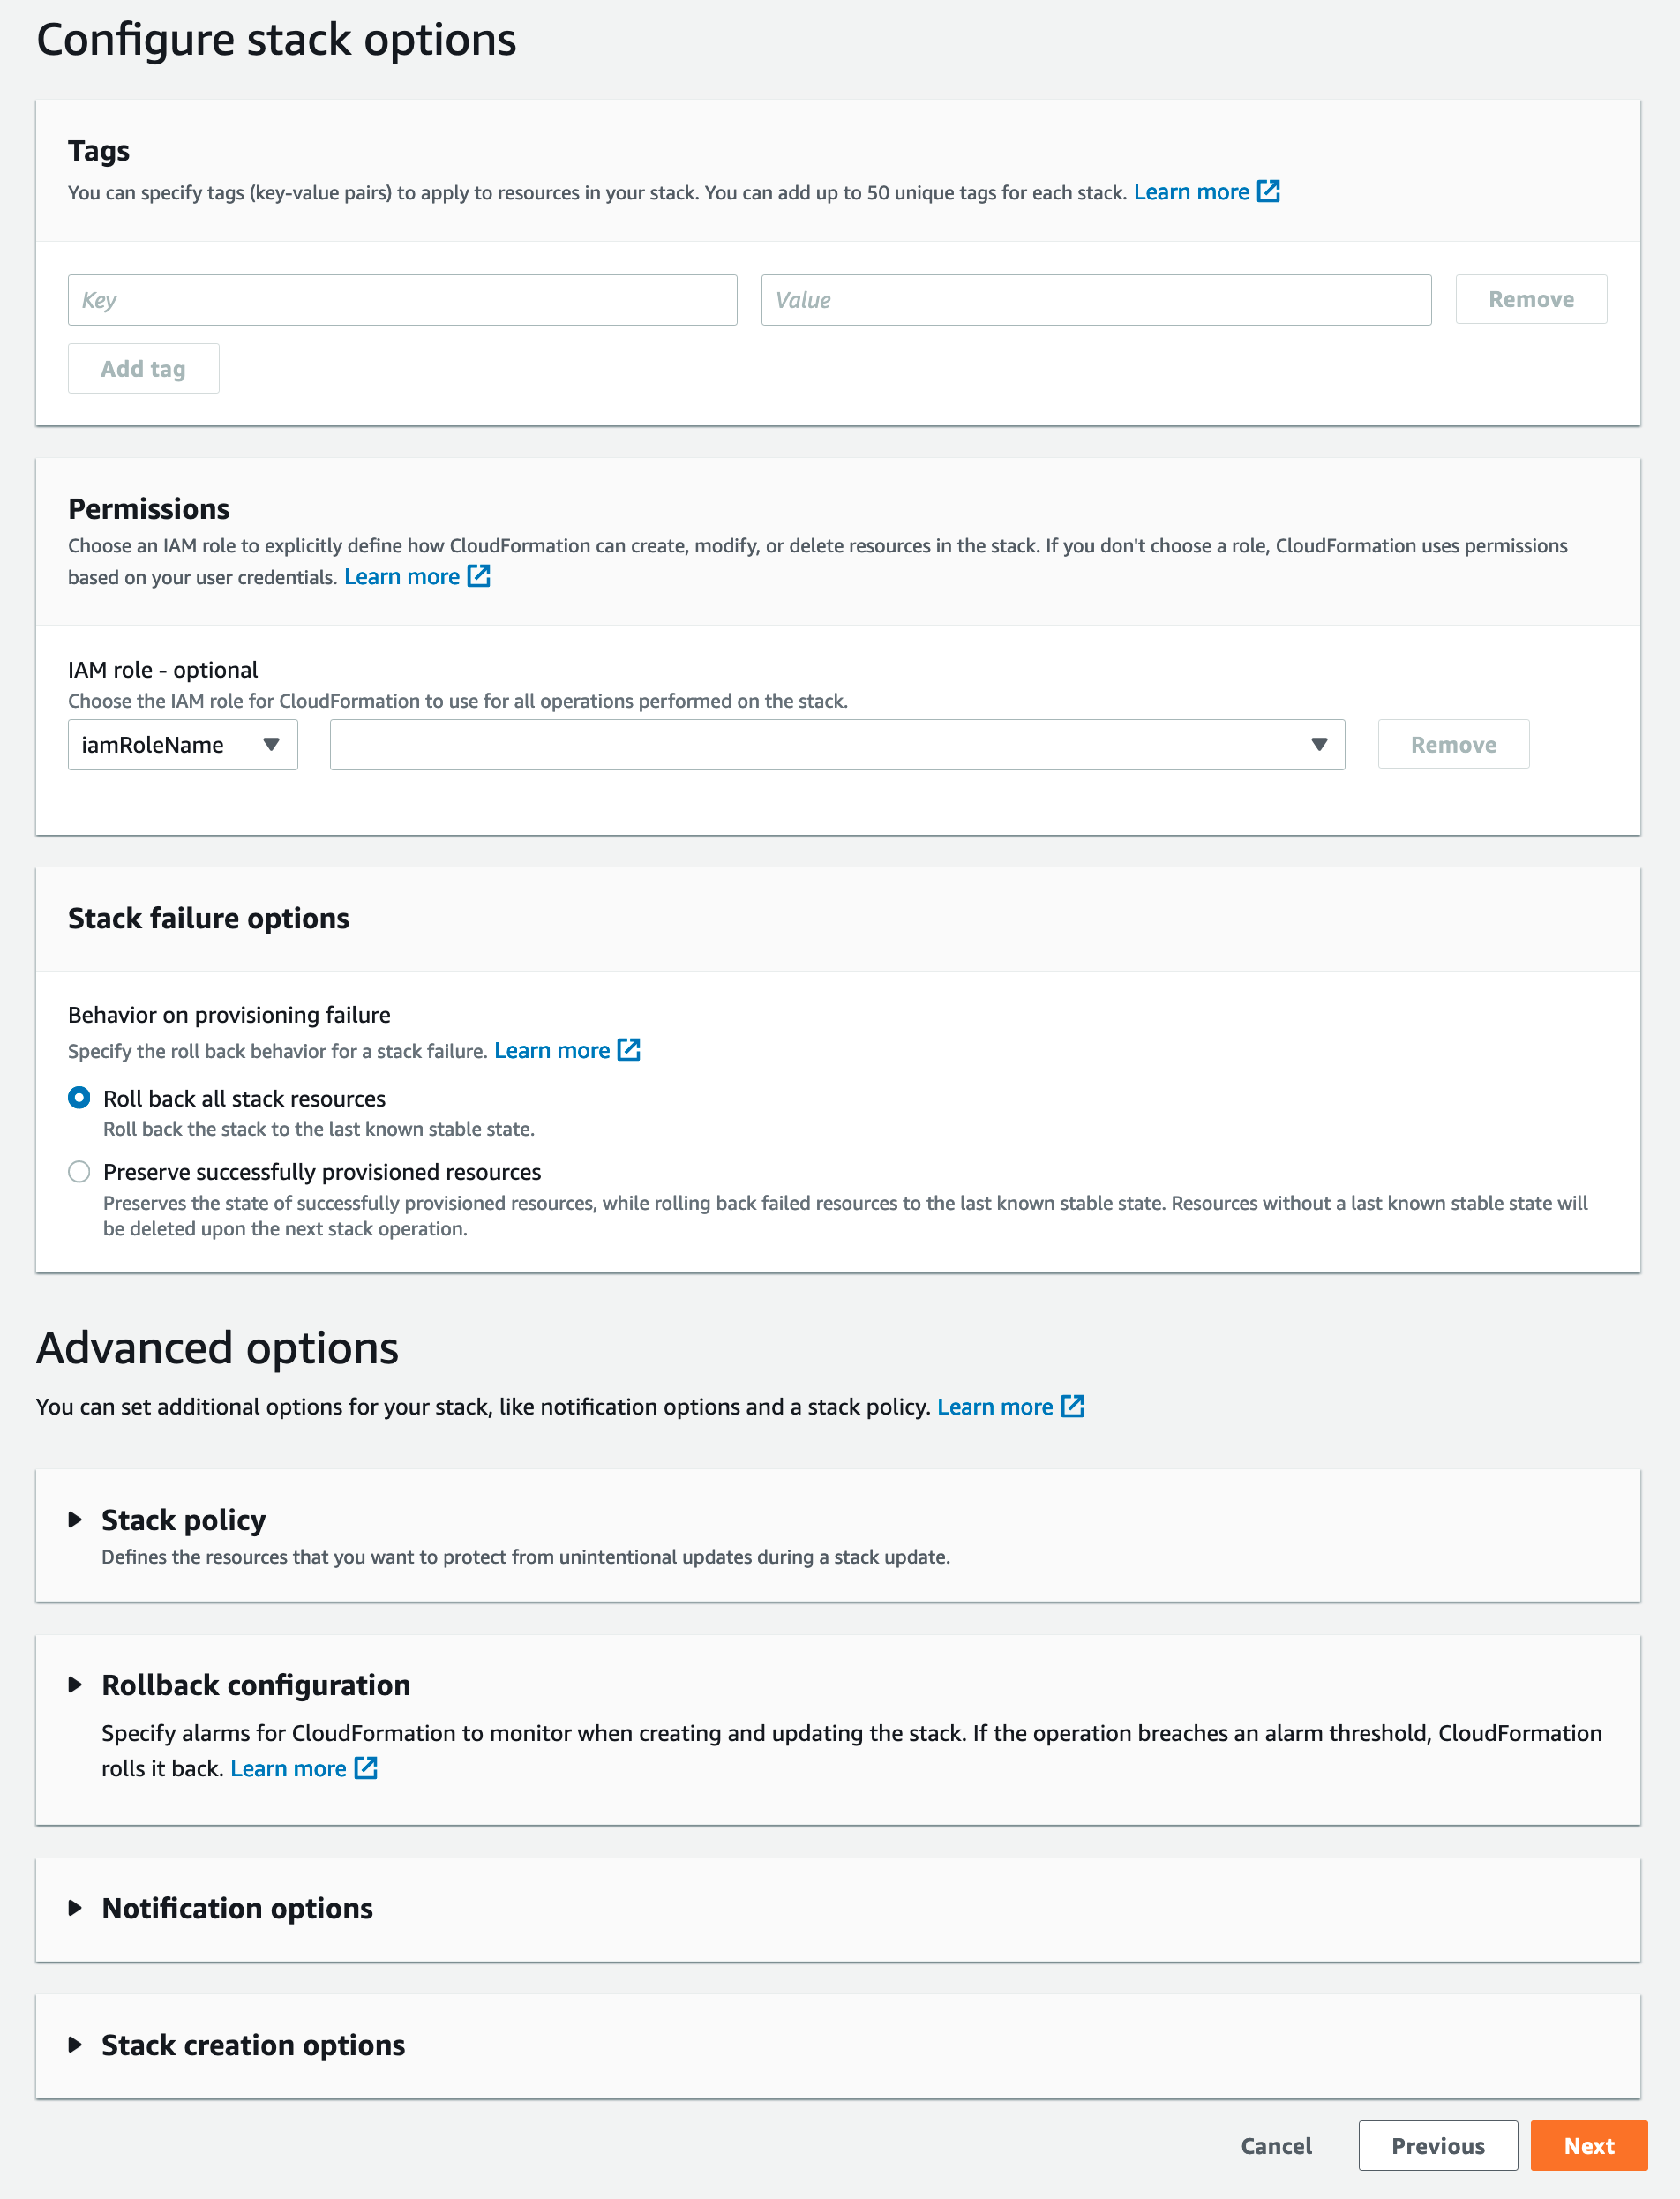 Configure stack options
Tags
You can specify tags (key-value pairs) to apply to resources in your stack. You can add up to 50 unique tags for each stack. Learn more
Key
Value
Remove
Add tag
Permissions
Choose an IAM role to explicitly define how CloudFormation can create, modify, or delete resources in the stack. If you don't choose a role, CloudFormation uses permissions
based on your user credentials. Learn more
IAM role - optional
Choose the IAM role for CloudFormation to use for all operations performed on the stack.
iamRoleName
Remove
Stack failure options
Behavior on provisioning failure
Specify the roll back behavior for a stack failure. Learn more
Roll back all stack resources
Roll back the stack to the last known stable state.
Preserve successfully provisioned resources
Preserves the state of successfully provisioned resources, while rolling back failed resources to the last known stable state. Resources without a last known stable state will
be deleted upon the next stack operation.
Advanced options
You can set additional options for your stack, like notification options and a stack policy. Learn more
Stack policy
Defines the resources that you want to protect from unintentional updates during a stack update.
Rollback configuration
Specify alarms for CloudFormation to monitor when creating and updating the stack. If the operation breaches an alarm threshold, CloudFormation
rolls it back. Learn more
Notification options
Stack creation options
Cancel
Previous
Next